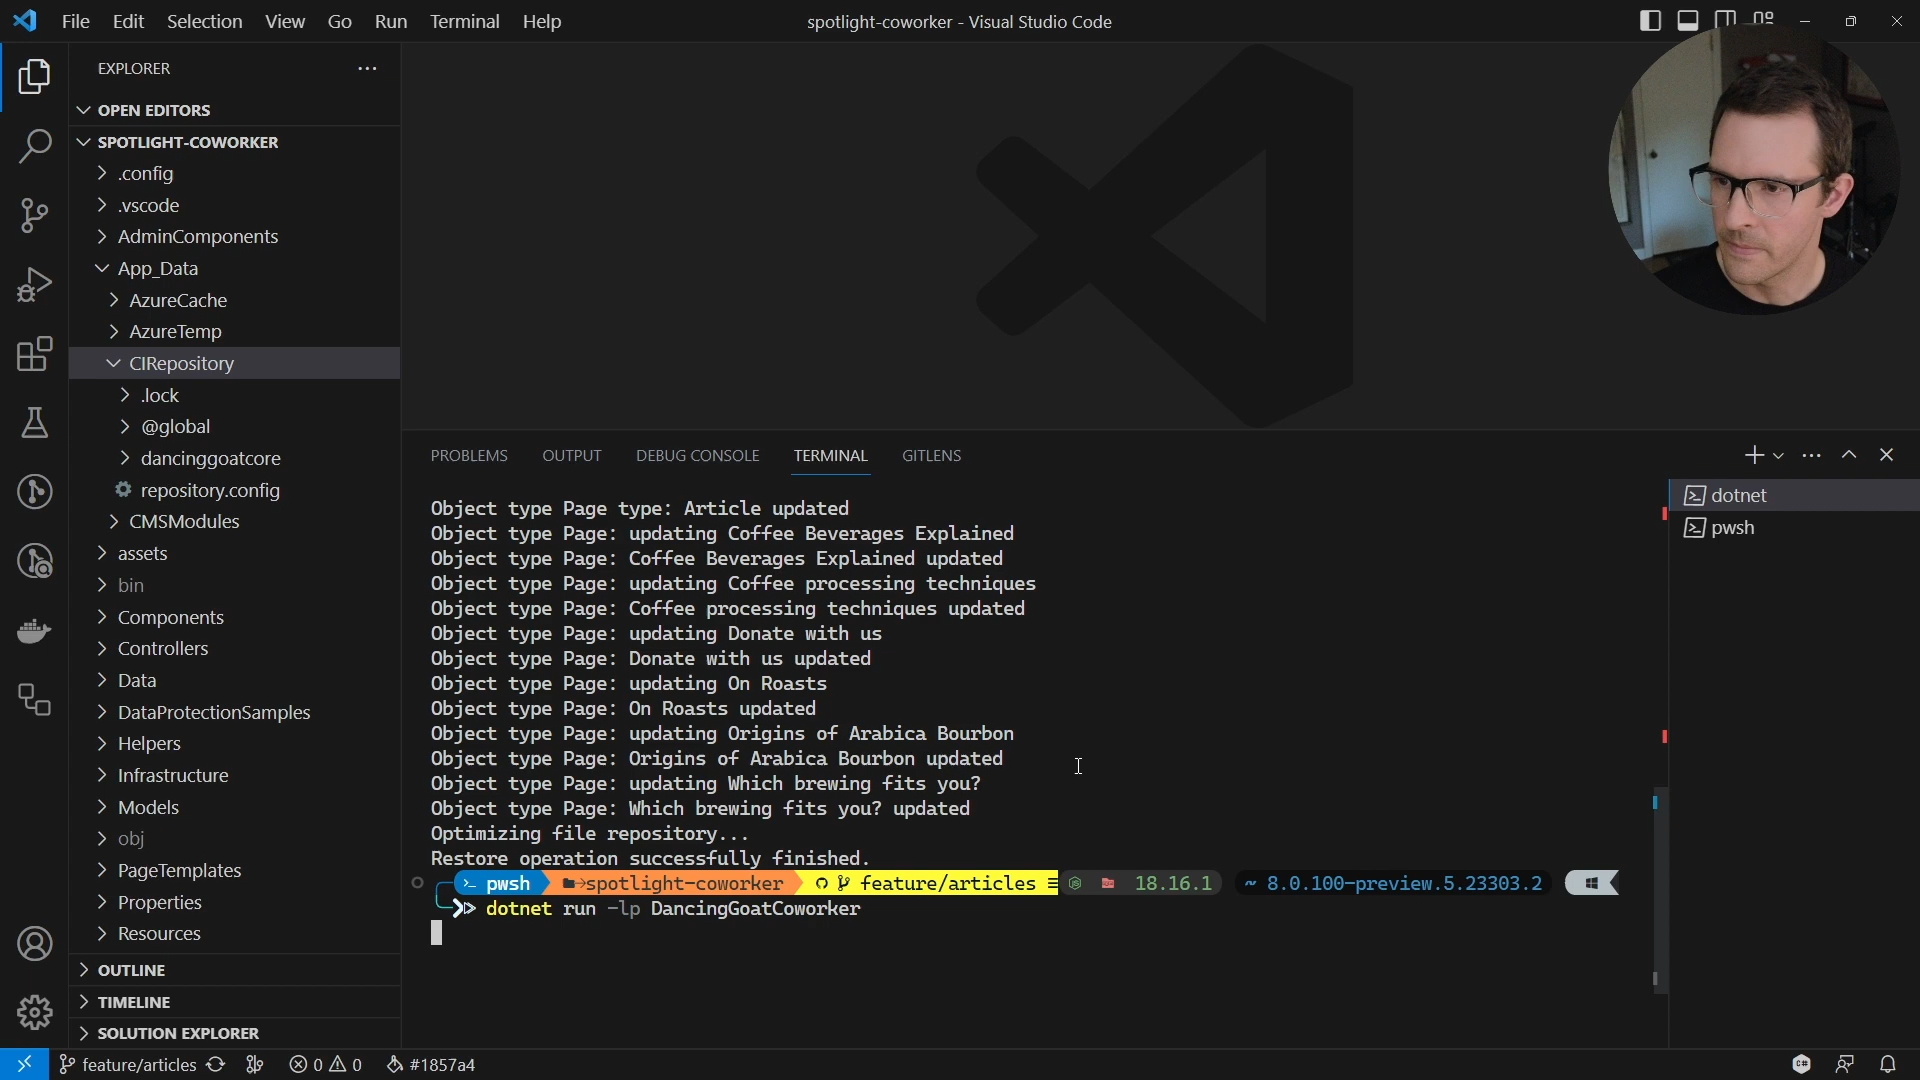 File Edit Selection View Go Run Terminal Help
spotlight-coworker - Visual Studio Code
EXPLORER
OPEN EDITORS
SPOTLIGHT-COWORKER
.config
.vscode
AdminComponents
App_Data
AzureCache
AzureTemp
CIRepository
.lock
@global
dancinggoatcore
repository.config
CMSModules
assets
bin
Components
Controllers
Data
DataProtectionSamples
Helpers
Infrastructure
Models
obj
PageTemplates
Properties
Resources
OUTLINE
TIMELINE
SOLUTION EXPLORER
PROBLEMS OUTPUT DEBUG CONSOLE TERMINAL GITLENS
Object type Page type: Article updated
Object type Page: updating Coffee Beverages Explained
Object type Page: Coffee Beverages Explained updated
Object type Page: updating Coffee processing techniques
Object type Page: Coffee processing techniques updated
Object type Page: updating Donate with us
Object type Page: Donate with us updated
Object type Page: updating On Roasts
Object type Page: On Roasts updated
Object type Page: updating Origins of Arabica Bourbon
Object type Page: Origins of Arabica Bourbon updated
Object type Page: updating Which brewing fits you?
Object type Page: Which brewing fits you? updated
Optimizing file repository...
Restore operation successfully finished.
pwsh spotlight-coworker feature/articles ≡ 18.16.1 ~ 8.0.100-preview.5.23303.2
dotnet run -lp DancingGoatCoworker
dotnet
pwsh
feature/articles 0 0 #1857a4